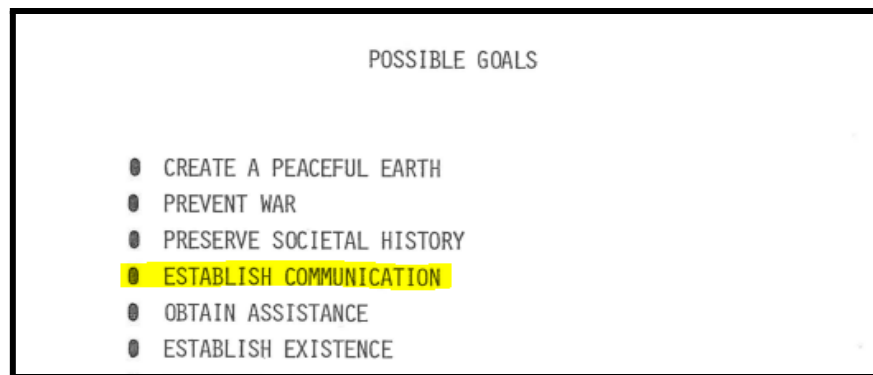 POSSIBLE GOALS
CREATE A PEACEFUL EARTH
PREVENT WAR
PRESERVE SOCIETAL HISTORY
ESTABLISH COMMUNICATION
OBTAIN ASSISTANCE
ESTABLISH EXISTENCE